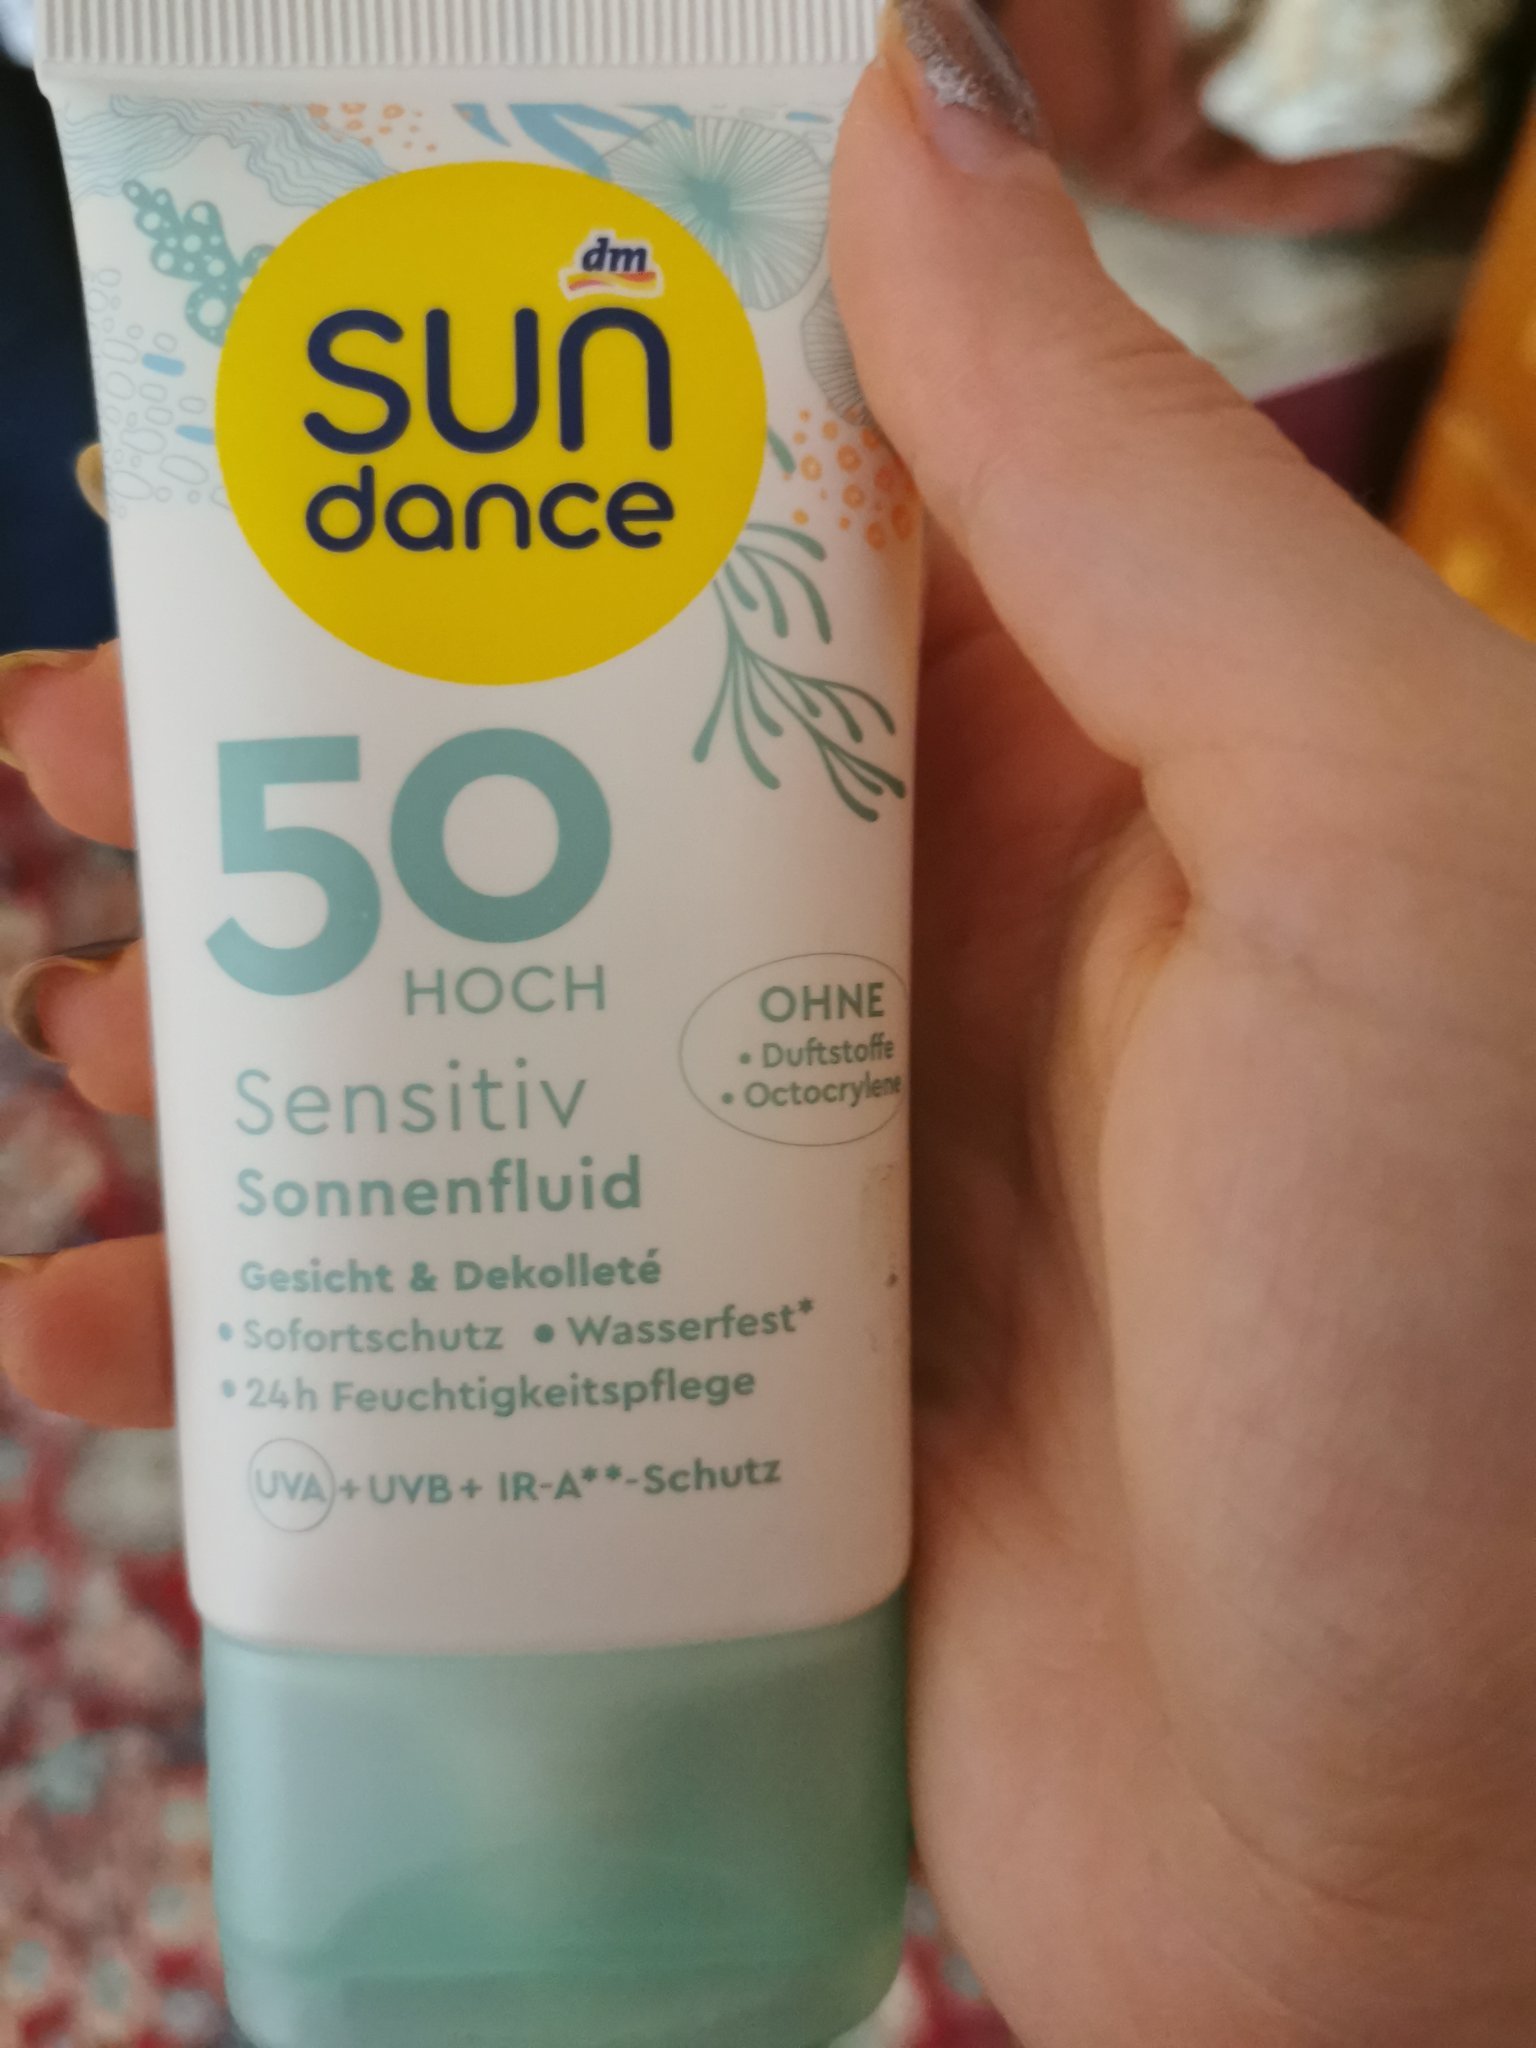 dm
sun
dance
50
HOCH
OHNE
• Duftstoffe
• Octocrylene
Sensitiv
Sonnenfluid
Gesicht & Dekolleté
• Sofortschutz • Wasserfest*
• 24h Feuchtigkeitspflege
UVA + UVB + IR-A**-Schutz